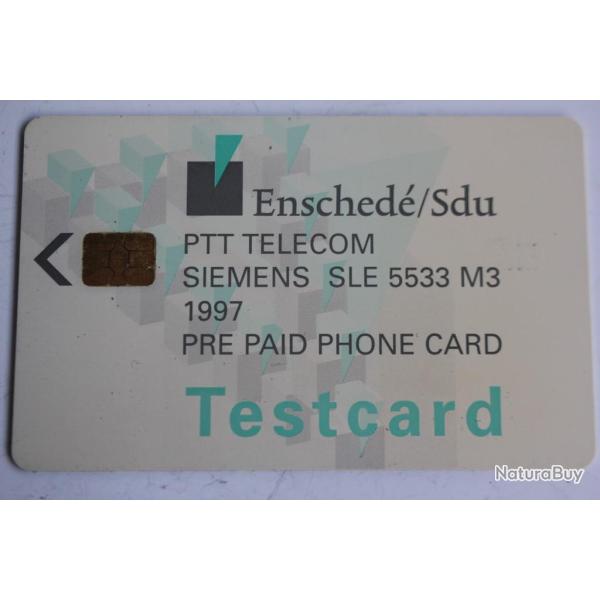 Enschedé/Sdu
PTT TELECOM
SIEMENS SLE 5533 M3
1997
PRE PAID PHONE CARD
Testcard
NaturaBuy